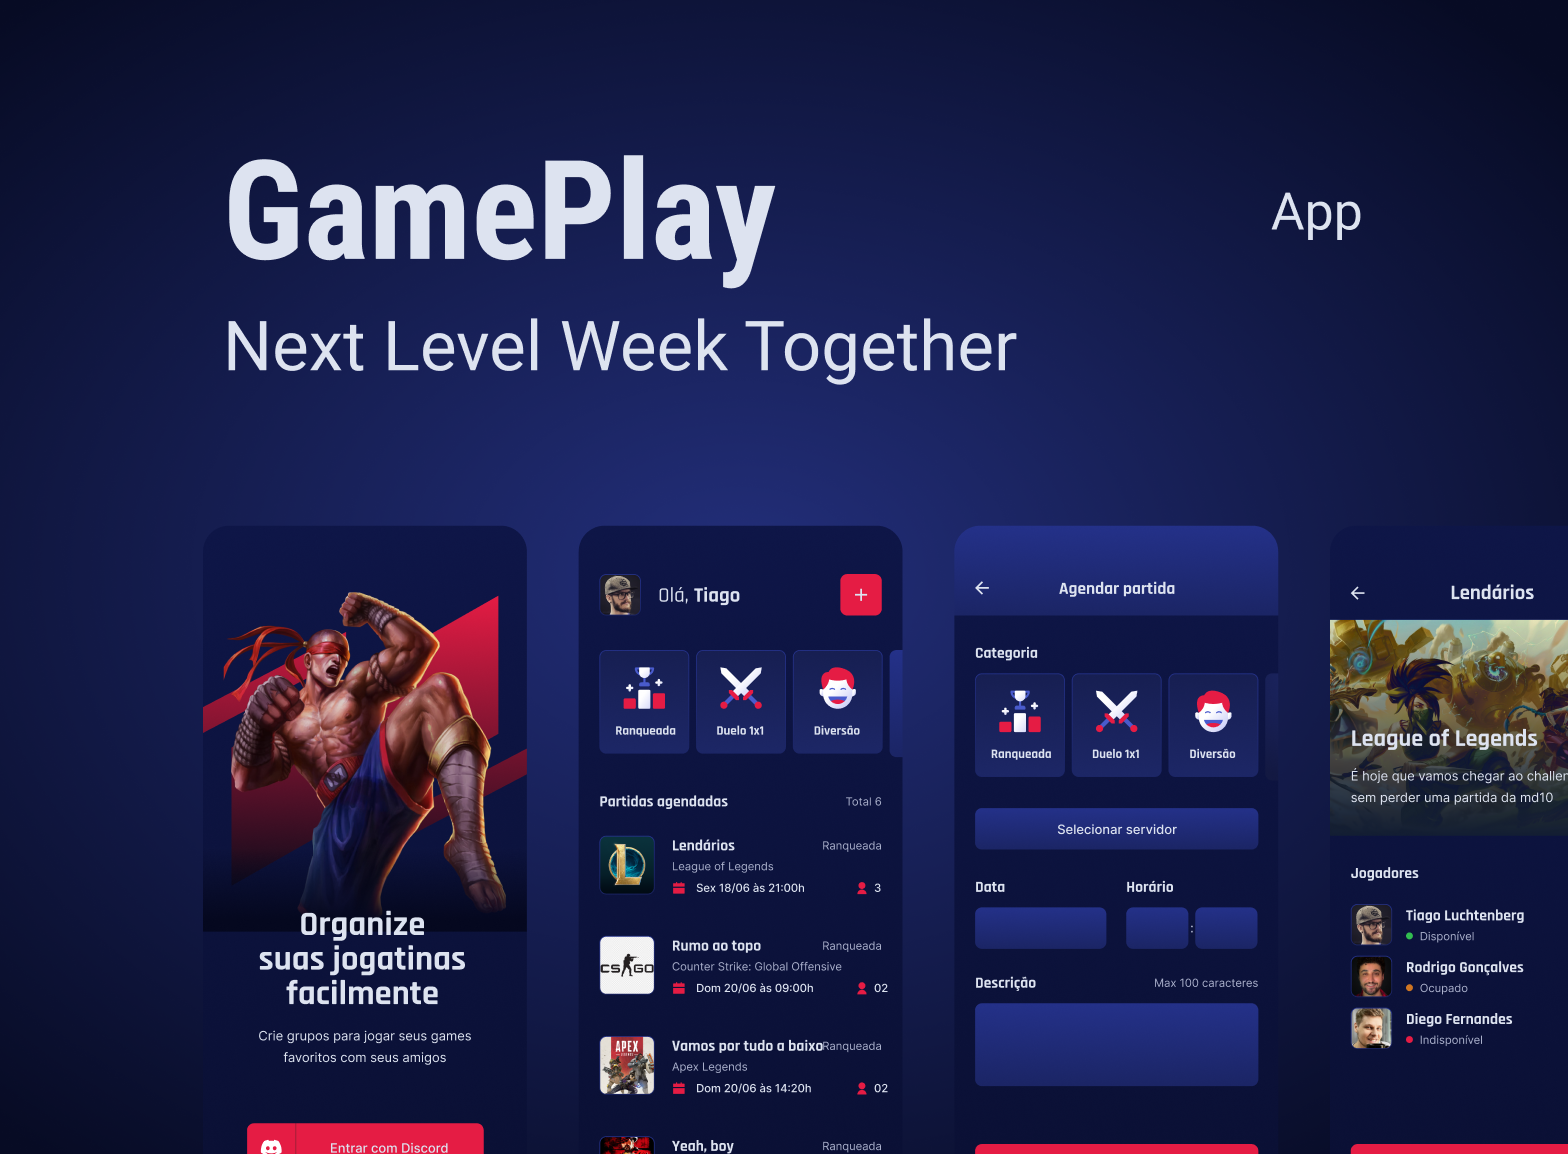 GamePlay
App
Next Level Week Together
Organize
suas jogatinas
facilmente
Crie grupos para jogar seus games
favoritos com seus amigos
Entrar com Discord
Olá, Tiago
+
Ranqueada
Duelo 1x1
Diversão
Partidas agendadas
Total 6
Lendários
Ranqueada
League of Legends
Sex 18/06 às 21:00h
3
CS GO
Rumo ao topo
Ranqueada
Counter Strike: Global Offensive
Dom 20/06 às 09:00h
02
APEX
Vamos por tudo a baixo
Ranqueada
Apex Legends
Dom 20/06 às 14:20h
02
Yeah, boy
Ranqueada
Agendar partida
Categoria
Ranqueada
Duelo 1x1
Diversão
Selecionar servidor
Data
Horário
:
Descrição
Max 100 caracteres
Lendários
League of Legends
É hoje que vamos chegar ao challen
sem perder uma partida da md10
Jogadores
Tiago Luchtenberg
Disponível
Rodrigo Gonçalves
Ocupado
Diego Fernandes
Indisponível